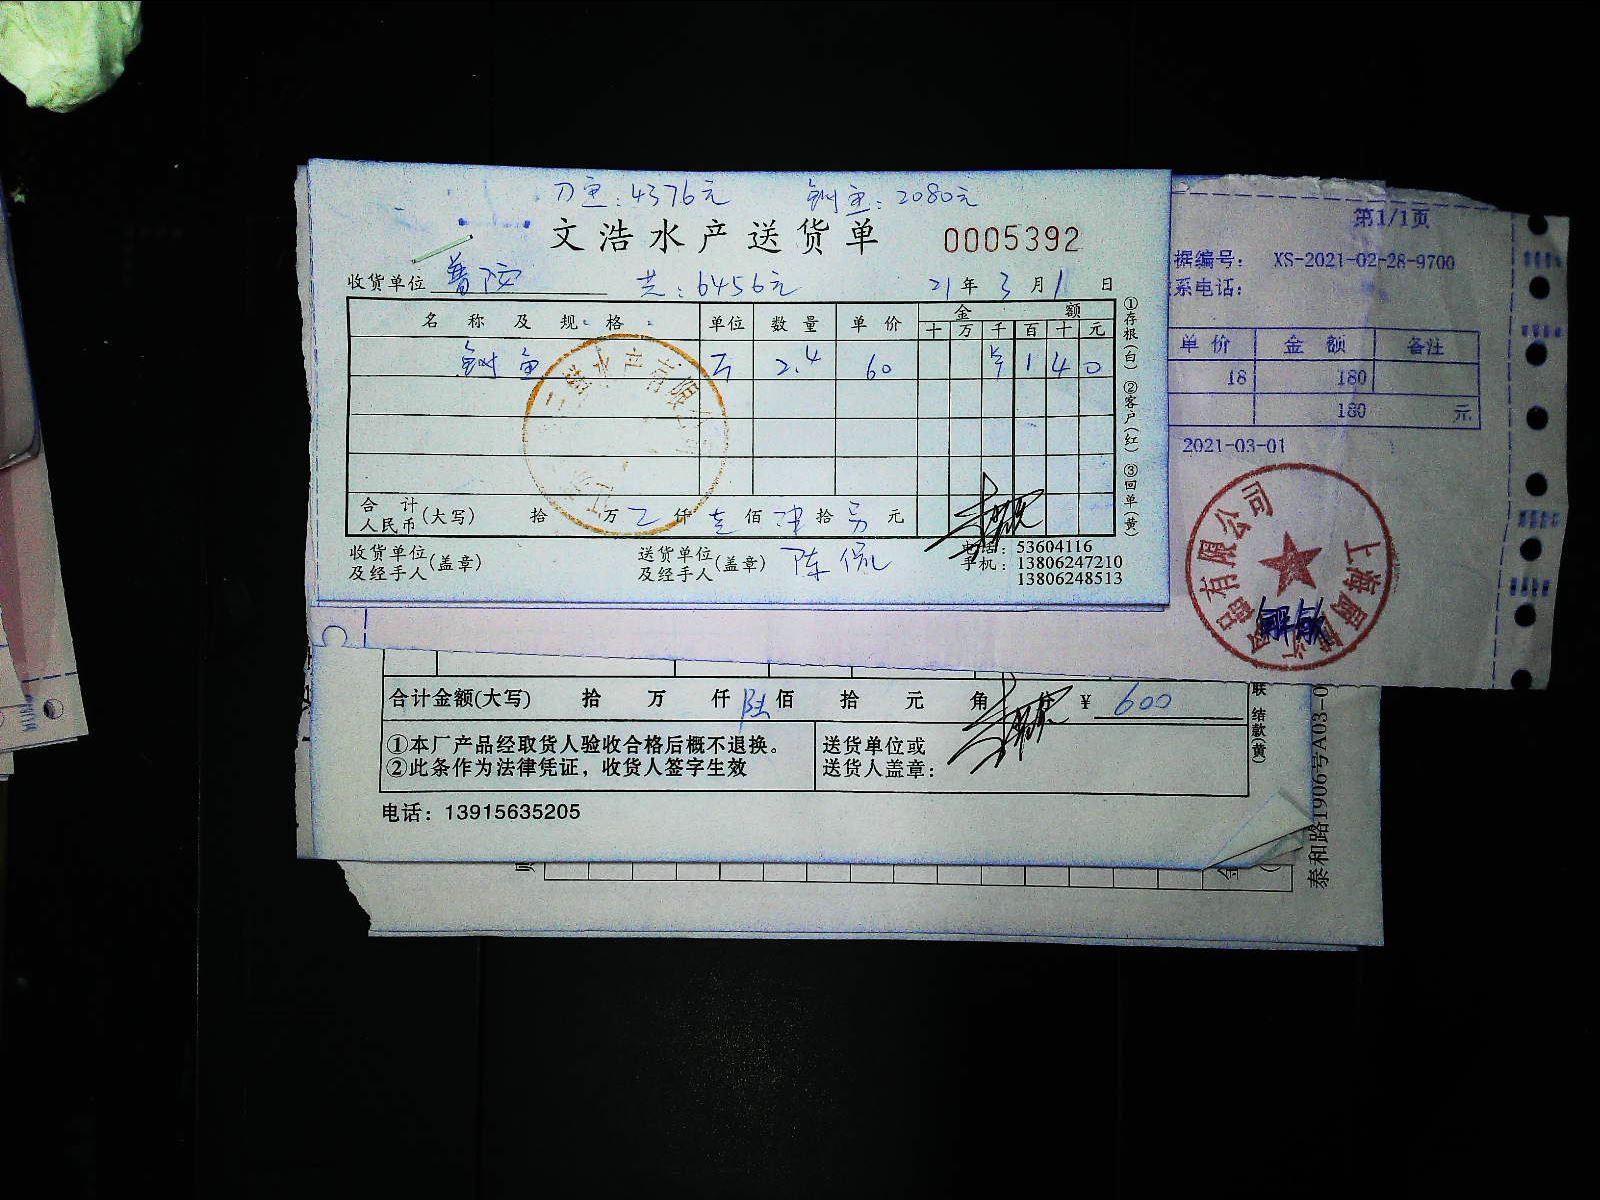 刀鱼：4376元 鮰鱼：2080元
文浩水产送货单 0005392
收货单位 普陀 共：6456元 21年3月1日
名称及规格 单位 数量 单价 金额
十 万 千 百 十 元
鮰鱼 2.4 60 1 4 0
合计
人民币(大写) 拾 万 仟 佰 拾 元
收货单位
及经手人(盖章)
送货单位
及经手人(盖章) 陈
电话：53604116
手机：13806247210
13806248513
①存根(白) ②客户(红) ③回单(黄)
第1/1页
据编号： XS-2021-02-28-9700
系电话：
单价 金额 备注
18 180
180 元
2021-03-01
合计金额(大写) 拾 万 仟 陆佰 拾 元 角 分 ¥ 600
①本厂产品经取货人验收合格后概不退换。
②此条作为法律凭证，收货人签字生效
送货单位或
送货人盖章：
联 结款(黄)
电话：13915635205
泰和路1906号A03-0